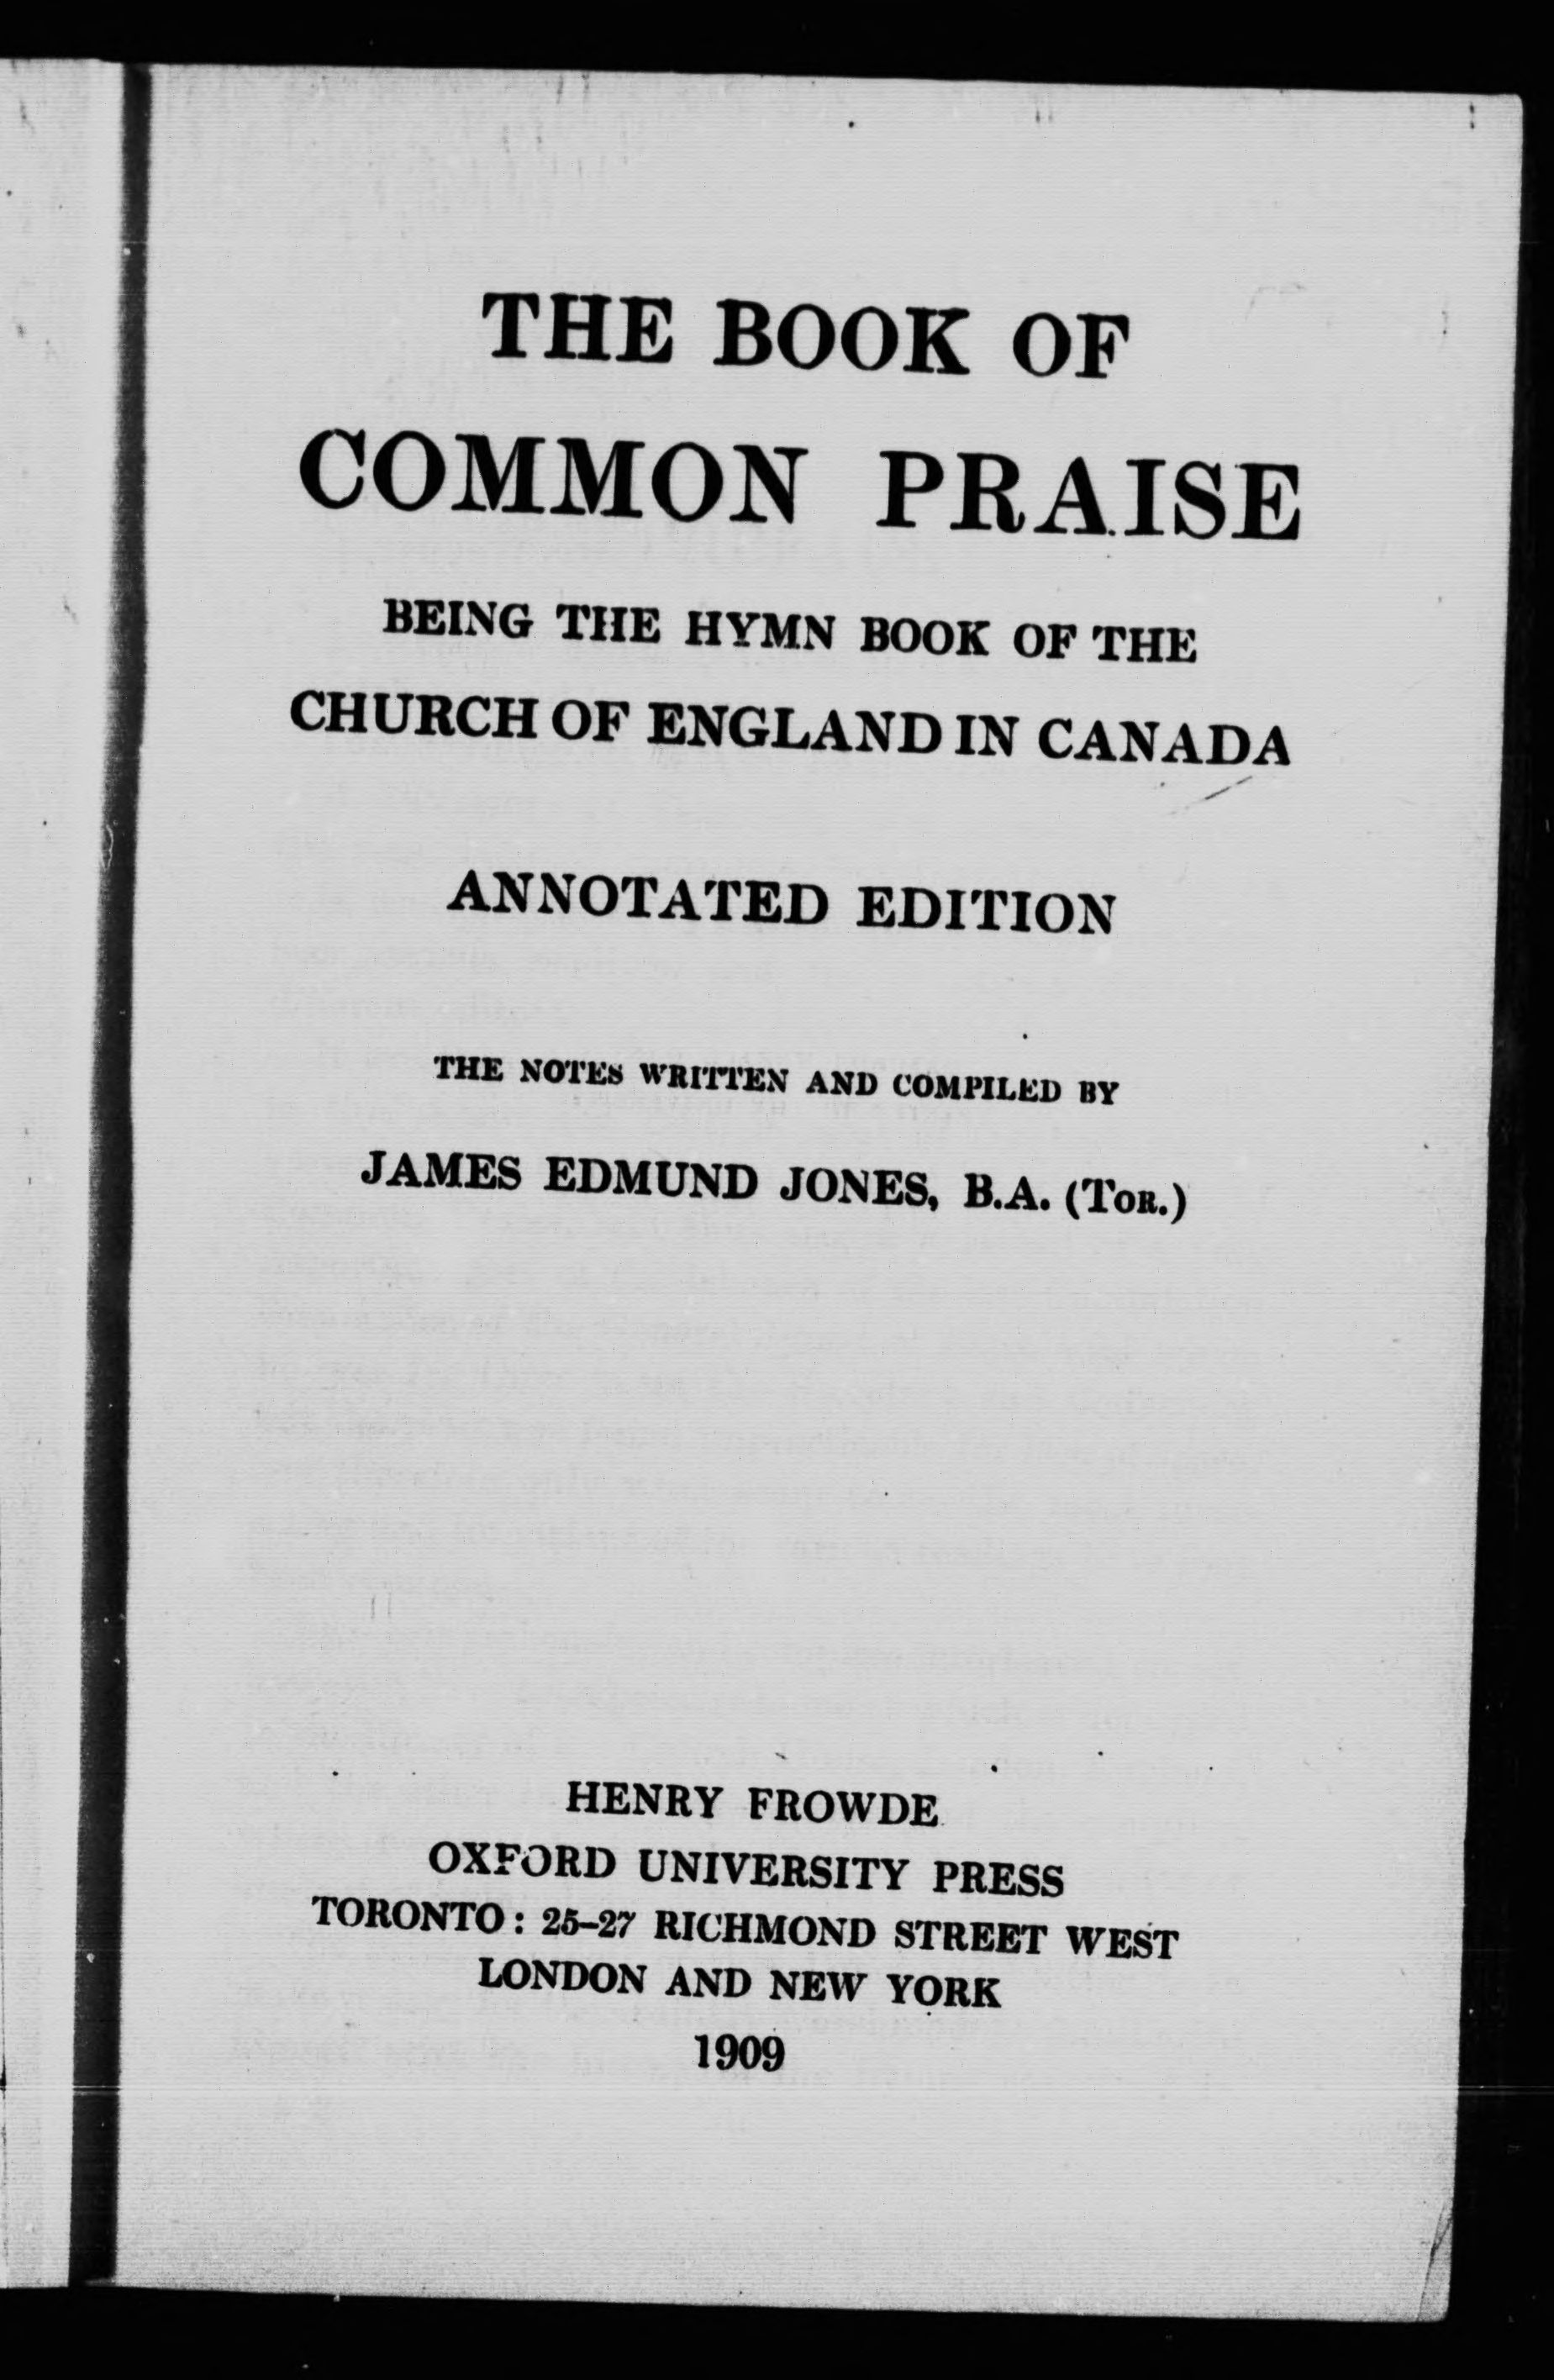 THE BOOK OF
COMMON PRAISE
BEING THE HYMN BOOK OF THE
CHURCH OF ENGLAND IN CANADA
ANNOTATED EDITION
THE NOTES WRITTEN AND COMPILED BY
JAMES EDMUND JONES, B.A. (TOR.)
HENRY FROWDE
OXFORD UNIVERSITY PRESS
TORONTO: 25–27 RICHMOND STREET WEST
LONDON AND NEW YORK
1909